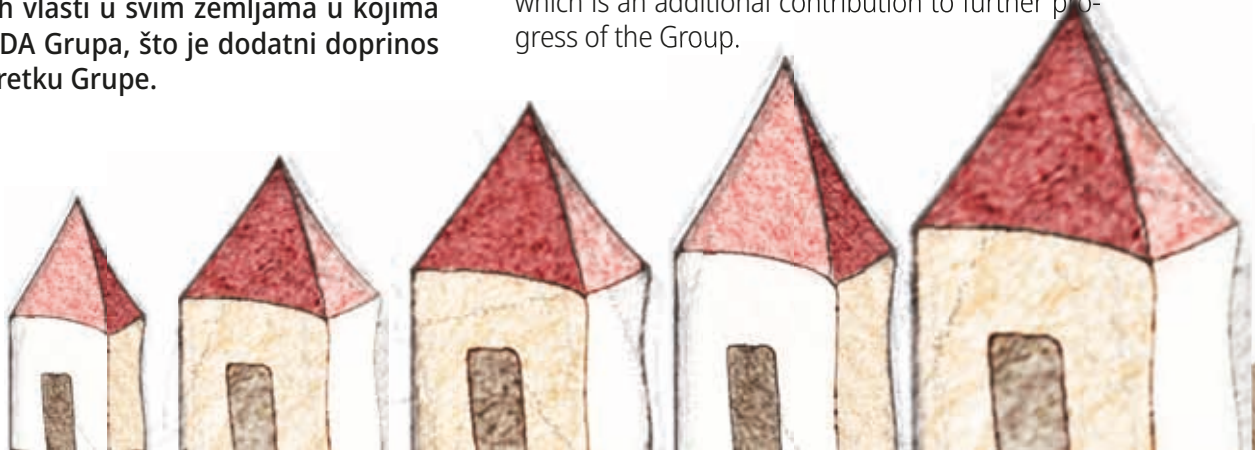 h vlasti u svim zemljama u kojima
DA Grupa, što je dodatni doprinos
retku Grupe.
which is an additional contribution to further pro-
gress of the Group.